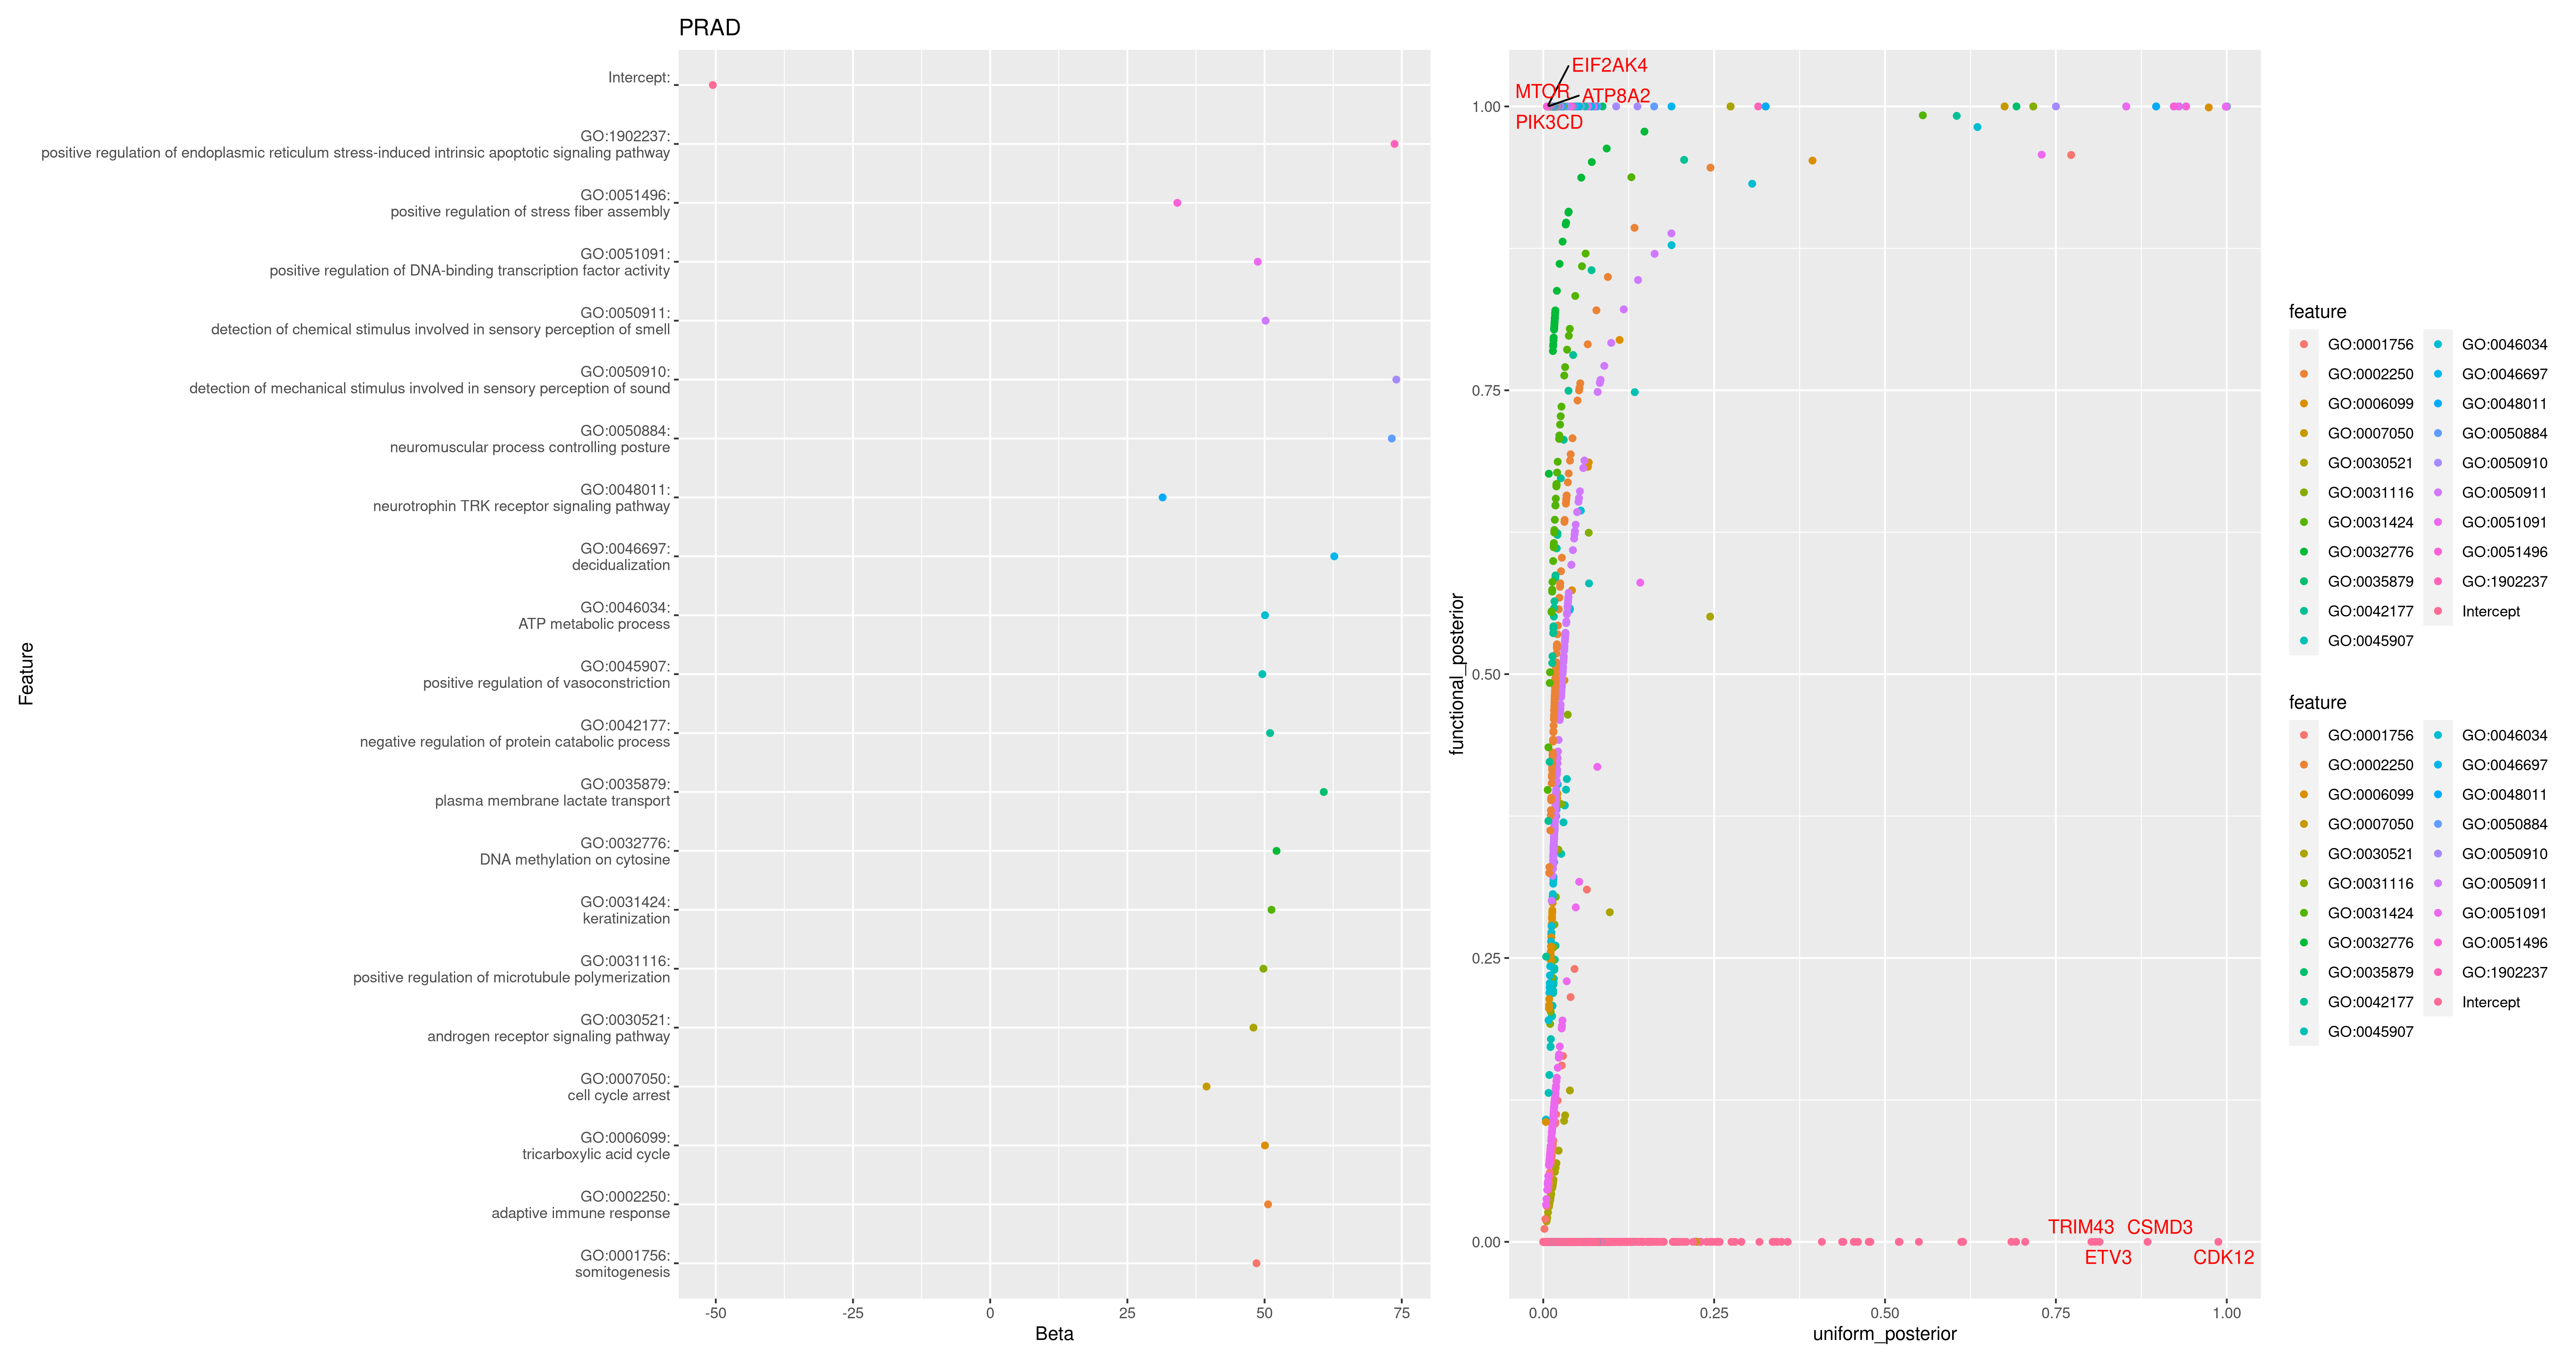 PRAD
Feature
Intercept:
GO:1902237:
positive regulation of endoplasmic reticulum stress-induced intrinsic apoptotic signaling pathway
GO:0051496:
positive regulation of stress fiber assembly
GO:0051091:
positive regulation of DNA-binding transcription factor activity
GO:0050911:
detection of chemical stimulus involved in sensory perception of smell
GO:0050910:
detection of mechanical stimulus involved in sensory perception of sound
GO:0050884:
neuromuscular process controlling posture
GO:0048011:
neurotrophin TRK receptor signaling pathway
GO:0046697:
decidualization
GO:0046034:
ATP metabolic process
GO:0045907:
positive regulation of vasoconstriction
GO:0042177:
negative regulation of protein catabolic process
GO:0035879:
plasma membrane lactate transport
GO:0032776:
DNA methylation on cytosine
GO:0031424:
keratinization
GO:0031116:
positive regulation of microtubule polymerization
GO:0030521:
androgen receptor signaling pathway
GO:0007050:
cell cycle arrest
GO:0006099:
tricarboxylic acid cycle
GO:0002250:
adaptive immune response
GO:0001756:
somitogenesis
-50 -25 0 25 50 75
Beta
functional_posterior
1.00
0.75
0.50
0.25
0.00
EIF2AK4
MTOR
ATP8A2
PIK3CD
TRIM43 CSMD3
ETV3 CDK12
0.00 0.25 0.50 0.75 1.00
uniform_posterior
feature
GO:0001756 GO:0046034
GO:0002250 GO:0046697
GO:0006099 GO:0048011
GO:0007050 GO:0050884
GO:0030521 GO:0050910
GO:0031116 GO:0050911
GO:0031424 GO:0051091
GO:0032776 GO:0051496
GO:0035879 GO:1902237
GO:0042177 Intercept
GO:0045907
feature
GO:0001756 GO:0046034
GO:0002250 GO:0046697
GO:0006099 GO:0048011
GO:0007050 GO:0050884
GO:0030521 GO:0050910
GO:0031116 GO:0050911
GO:0031424 GO:0051091
GO:0032776 GO:0051496
GO:0035879 GO:1902237
GO:0042177 Intercept
GO:0045907